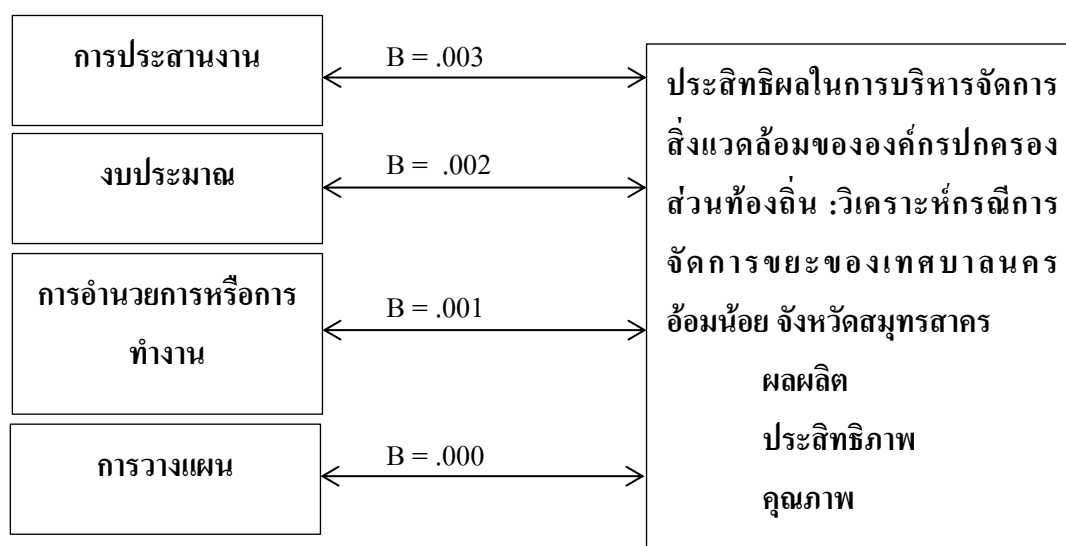 การประสานงาน
B = .003
งบประมาณ
B = .002
การอำนวยการหรือการ
ทำงาน
B = .001
การวางแผน
B = .000
ประสิทธิผลในการบริหารจัดการ
สิ่งแวดล้อมขององค์กรปกครอง
ส่วนท้องถิ่น :วิเคราะห์กรณีการ
จัดการขยะของเทศบาลนคร
อ้อมน้อย จังหวัดสมุทรสาคร
ผลผลิต
ประสิทธิภาพ
คุณภาพ